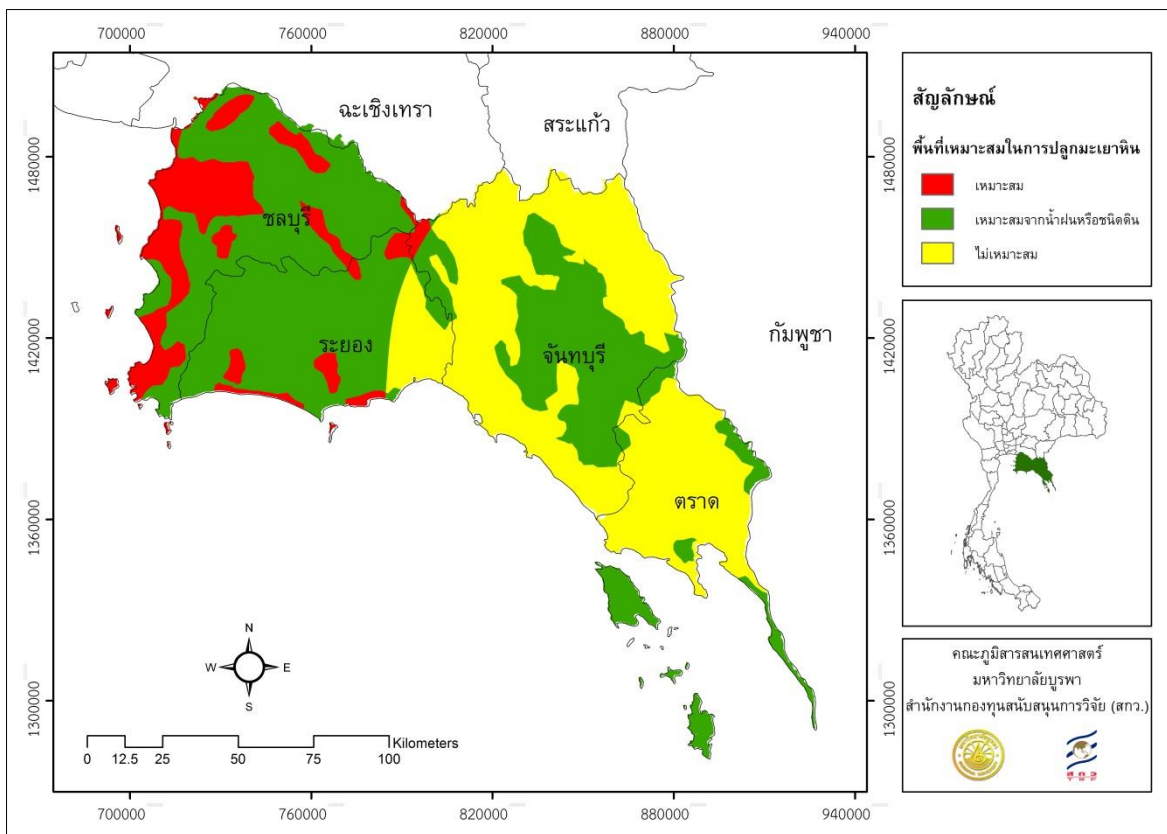 700000 760000 820000 880000 940000
1480000
1420000
1360000
1300000
ฉะเชิงเทรา
สระแก้ว
ชลบุรี
ระยอง
จันทบุรี
กัมพูชา
ตราด
N
W E
S
Kilometers
0 12.5 25 50 75 100
1480000
1420000
1360000
1300000
700000 760000 820000 880000 940000
สัญลักษณ์
พื้นที่เหมาะสมในการปลูกมะเยาหิน
เหมาะสม
เหมาะสมจากน้ำฝนหรือชนิดดิน
ไม่เหมาะสม
คณะภูมิสารสนเทศศาสตร์
มหาวิทยาลัยบูรพา
สำนักงานกองทุนสนับสนุนการวิจัย (สกว.)
สกว